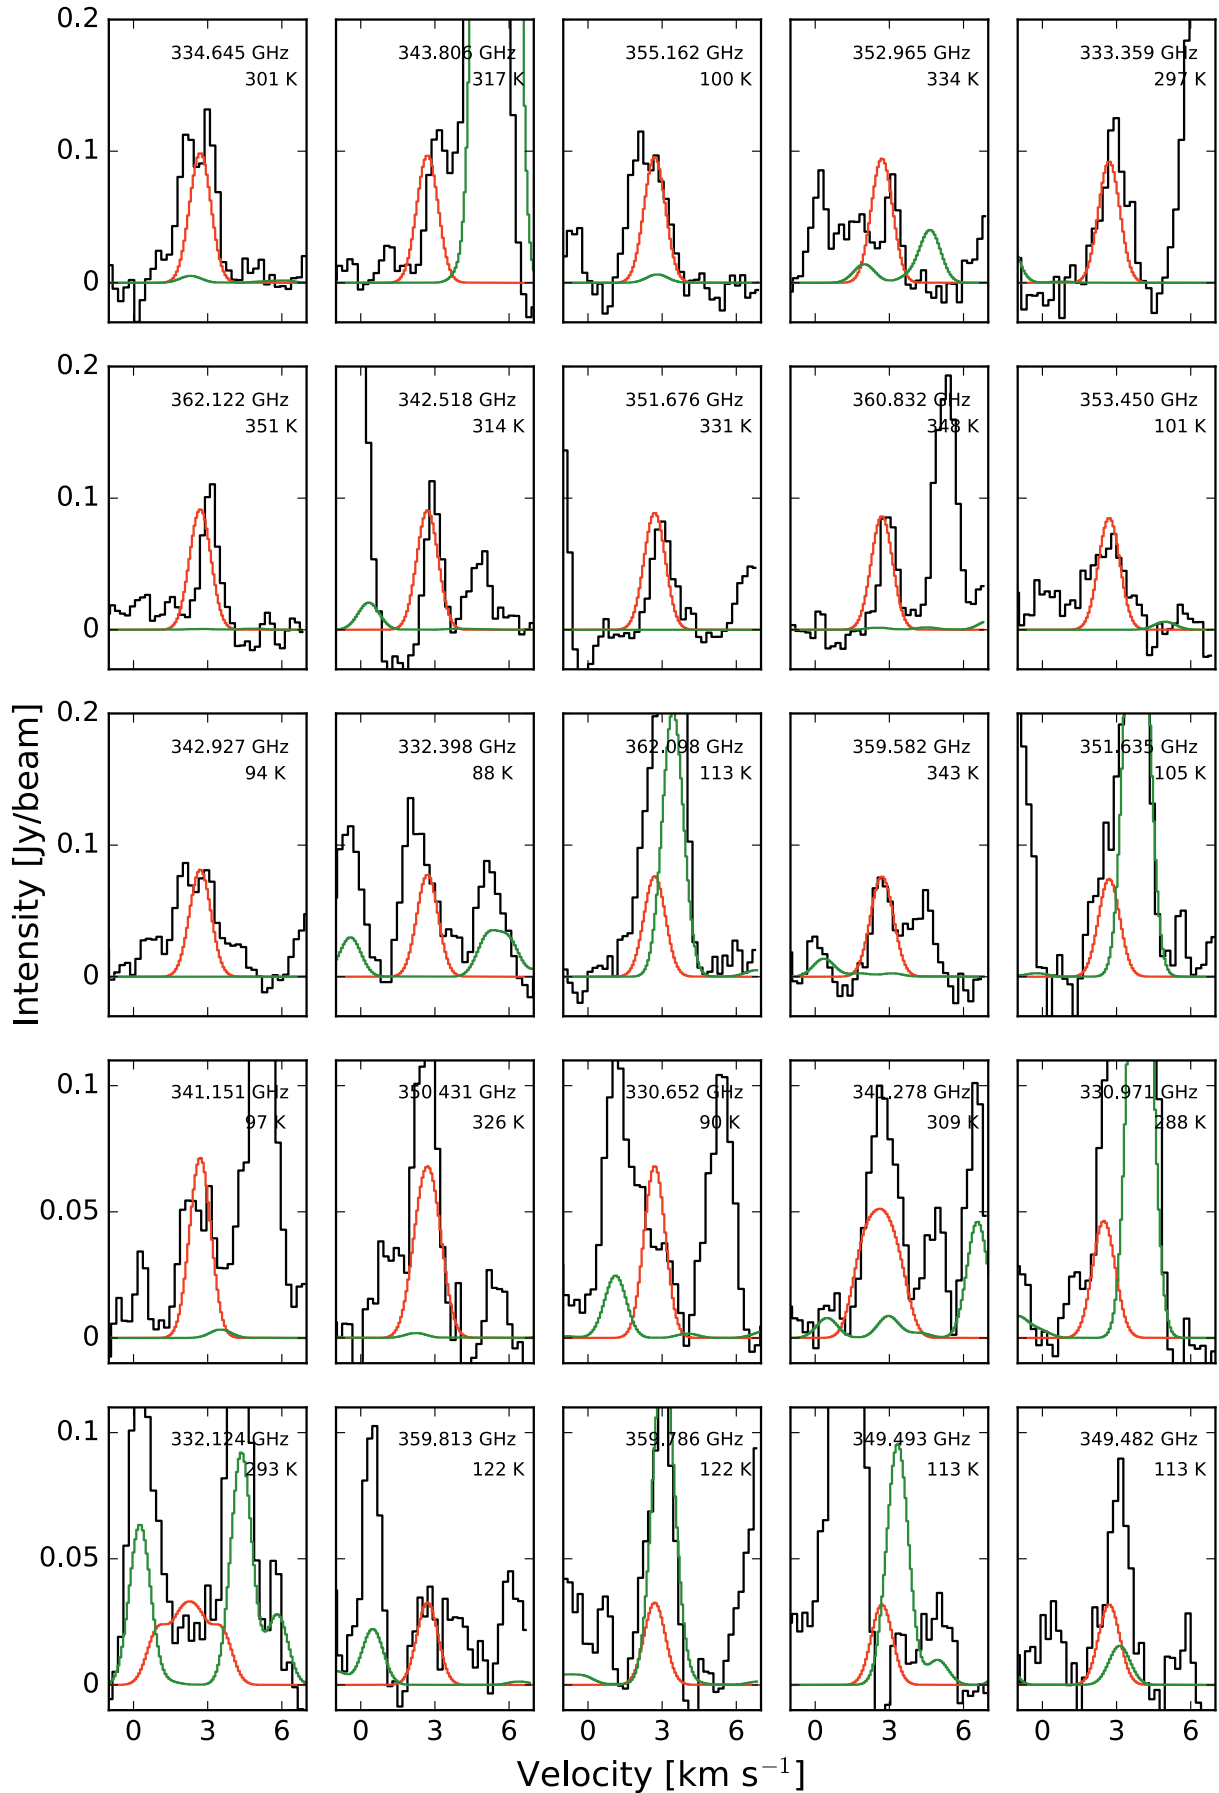 0.2
334.645 GHz
301 K
343.806 GHz
317 K
355.162 GHz
100 K
352.965 GHz
334 K
333.359 GHz
297 K
0.1
0
0.2
362.122 GHz
351 K
342.518 GHz
314 K
351.676 GHz
331 K
360.832 GHz
348 K
353.450 GHz
101 K
0.1
0
Intensity [Jy/beam]
0.2
342.927 GHz
94 K
332.398 GHz
88 K
362.098 GHz
113 K
359.582 GHz
343 K
351.635 GHz
105 K
0.1
0
0.1
341.151 GHz
97 K
350.431 GHz
326 K
330.652 GHz
90 K
341.278 GHz
309 K
330.971 GHz
288 K
0.05
0
0.1
332.124 GHz
293 K
359.813 GHz
122 K
359.786 GHz
122 K
349.493 GHz
113 K
349.482 GHz
113 K
0.05
0
0 3 6 0 3 6 0 3 6 0 3 6 0 3 6
Velocity [km s⁻¹]